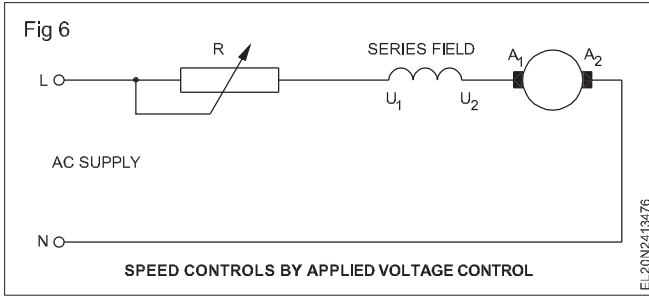 Fig 6
R
SERIES FIELD
A1
A2
L
U1
U2
AC SUPPLY
N
SPEED CONTROLS BY APPLIED VOLTAGE CONTROL
EL20N2413476